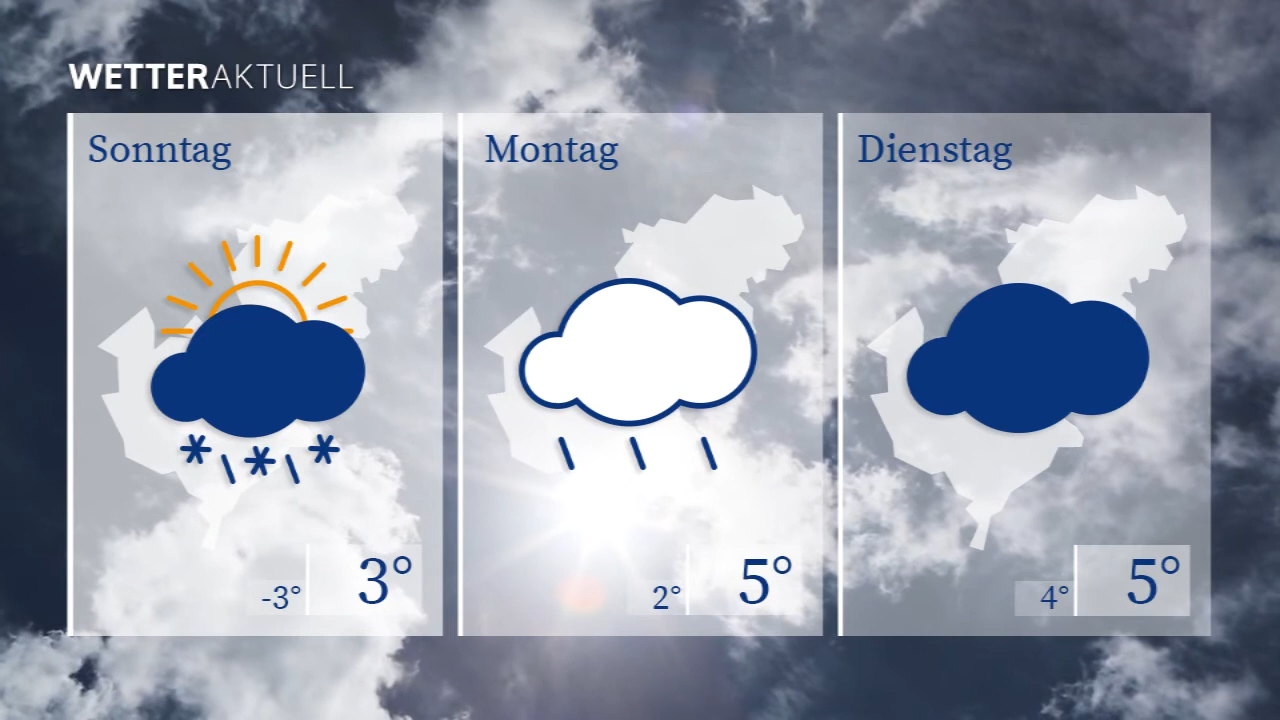 WETTERAKTUELL
Sonntag
-3° 3°
Montag
2° 5°
Dienstag
4° 5°